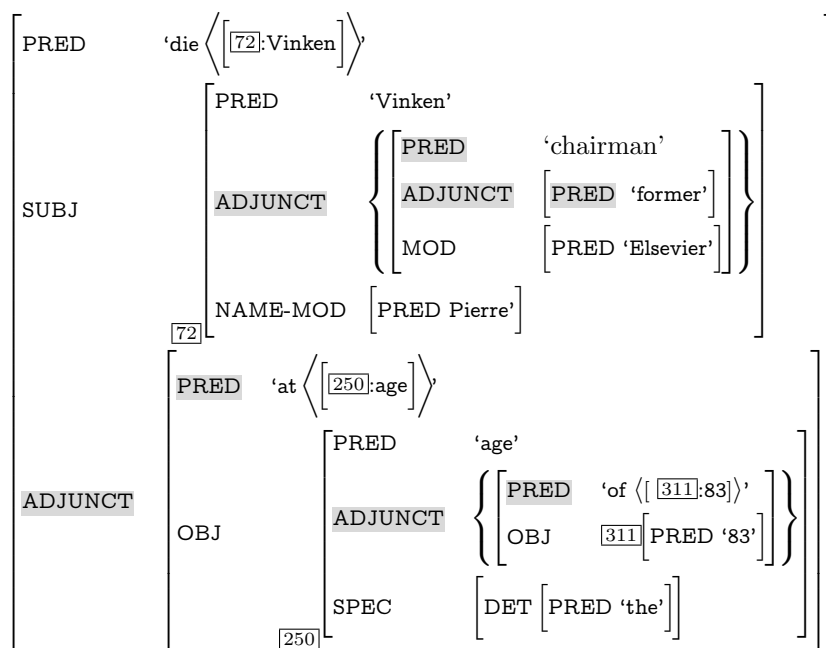 PRED ‘die ⟨[72:Vinken]⟩’
PRED ‘Vinken’
PRED ‘chairman’
SUBJ ADJUNCT ADJUNCT [PRED ‘former’]
MOD [PRED ‘Elsevier’]
72 NAME-MOD [PRED Pierre’]
PRED ‘at ⟨[250:age]⟩’
PRED ‘age’
ADJUNCT PRED ‘of ⟨[ 311:83]⟩’
ADJUNCT
OBJ OBJ 311[PRED ‘83’]
250 SPEC [DET [PRED ‘the’]]